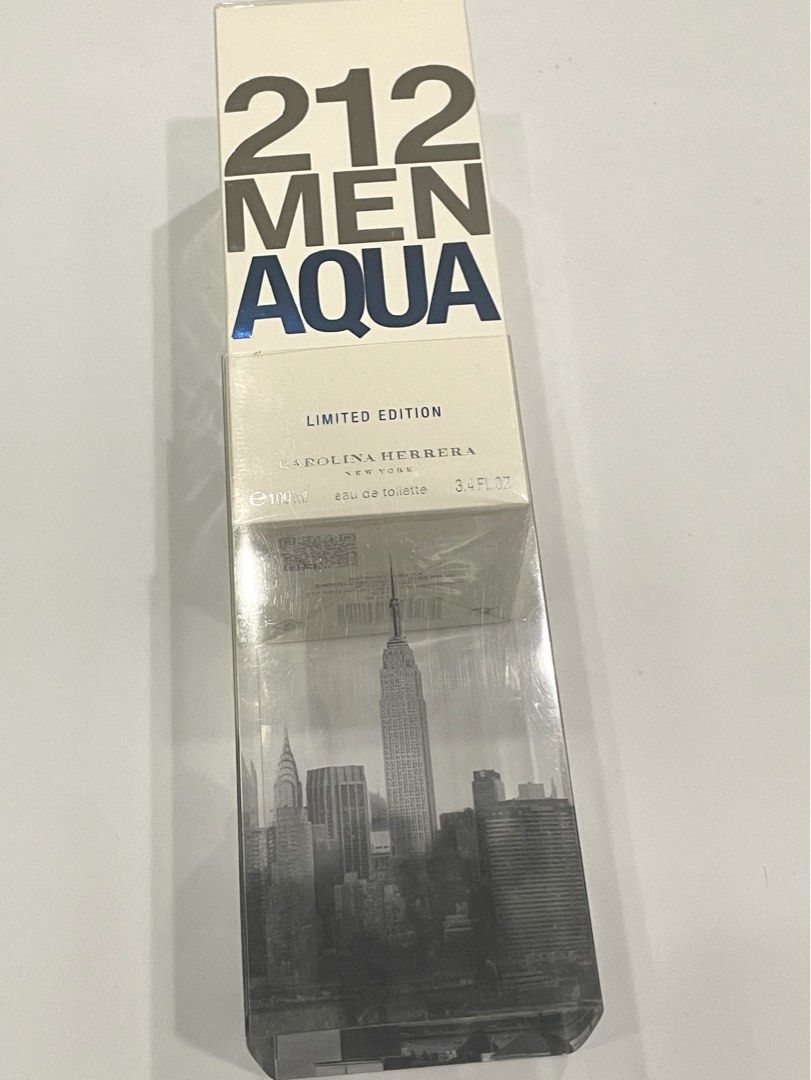 212
MEN
AQUA
LIMITED EDITION
CAROLINA HERRERA
NEW YORK
℮100 ml eau de toilette 3.4 FL.OZ